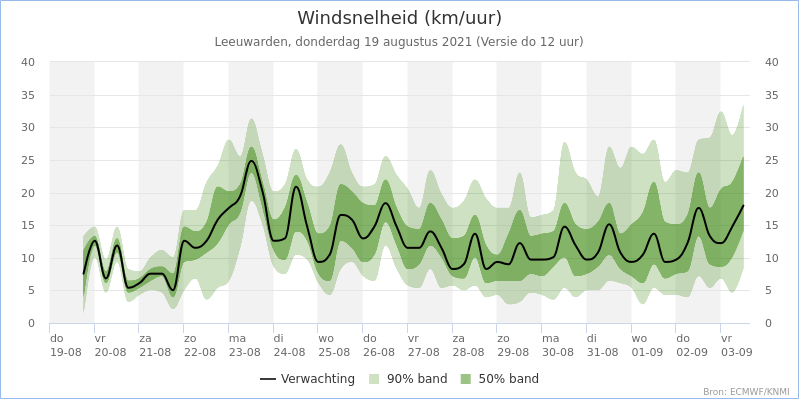 Windsnelheid (km/uur)
Leeuwarden, donderdag 19 augustus 2021 (Versie do 12 uur)
40 40
35 35
30 30
25 25
20 20
15 15
10 10
5 5
0 0
do vr za zo ma di wo do vr za zo ma di wo do vr
19-08 20-08 21-08 22-08 23-08 24-08 25-08 26-08 27-08 28-08 29-08 30-08 31-08 01-09 02-09 03-09
Verwachting 90% band 50% band
Bron: ECMWF/KNMI